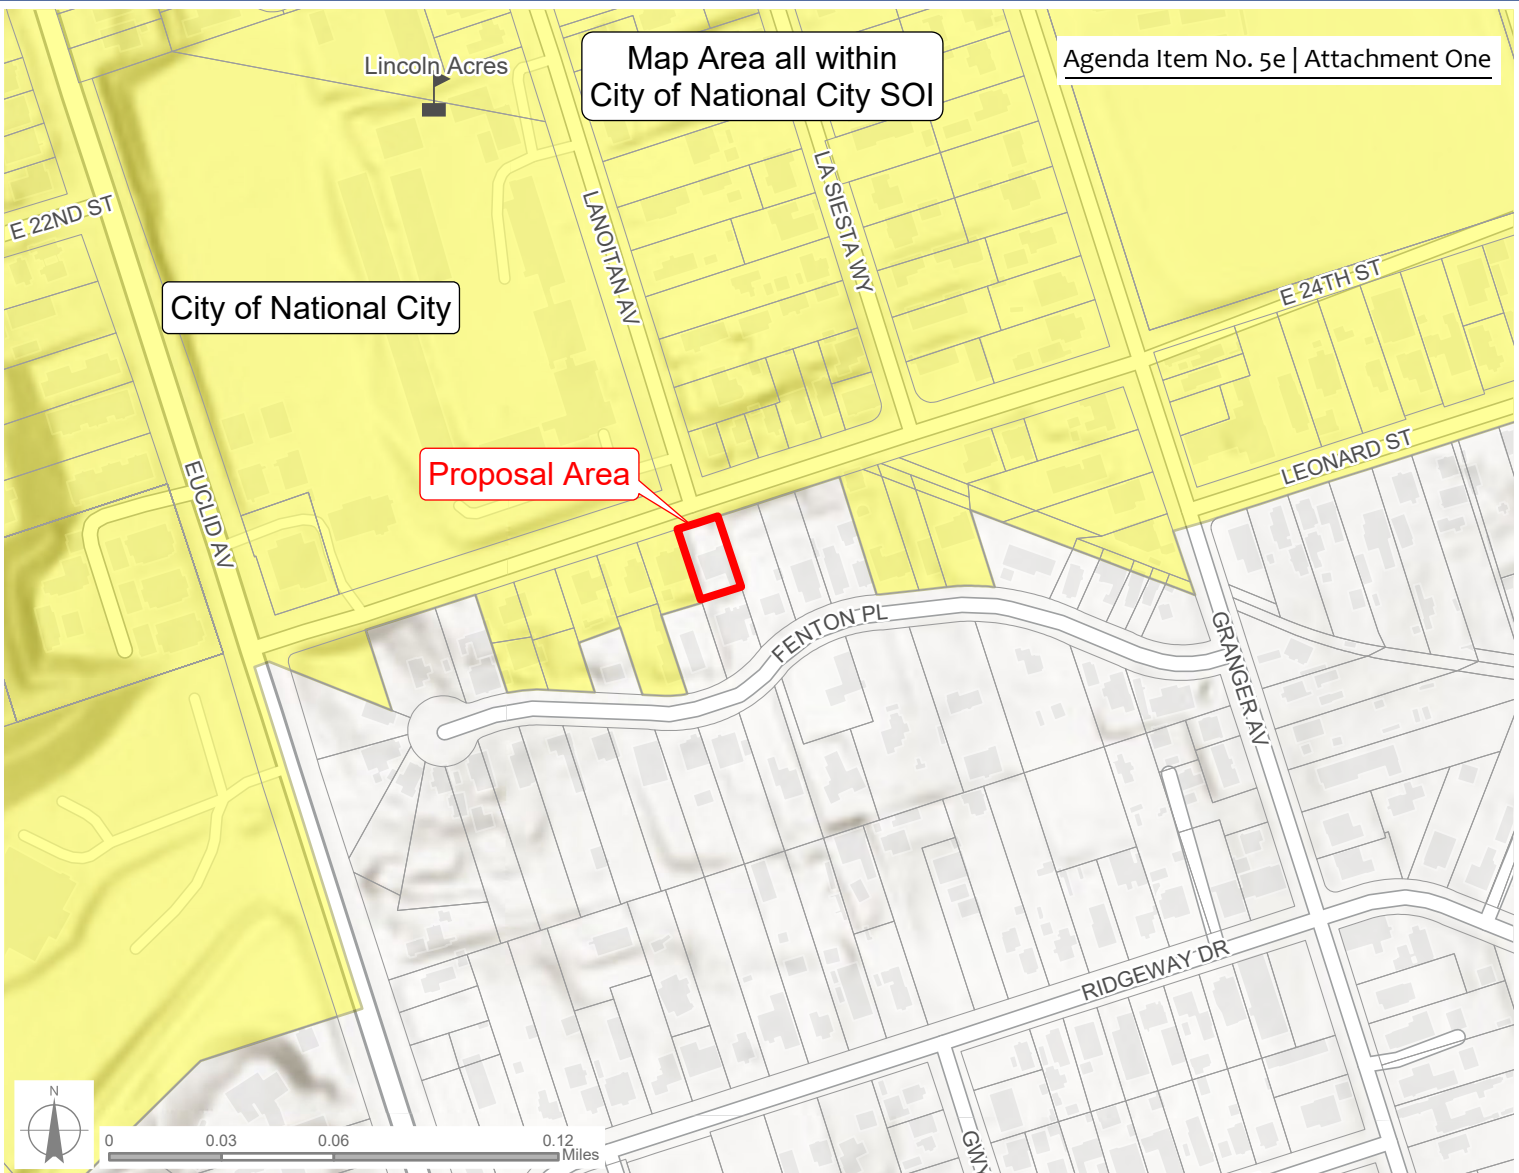 Agenda Item No. 5e | Attachment One
Map Area all within
City of National City SOI
Lincoln Acres
E 22ND ST
LANOITAN AV
LA SIESTA WY
E 24TH ST
City of National City
EUCLID AV
Proposal Area
LEONARD ST
FENTON PL
GRANGER AV
RIDGEWAY DR
N
0 0.03 0.06 0.12
Miles